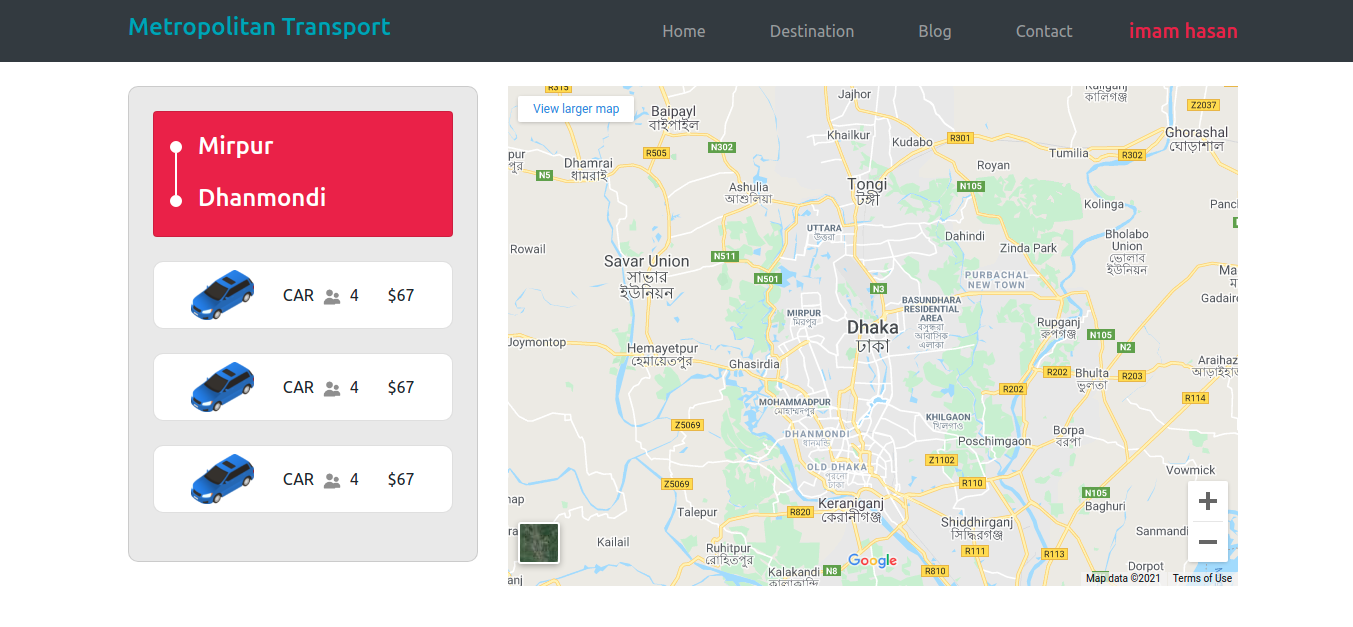 Metropolitan Transport
Home
Destination
Blog
Contact
imam hasan
Mirpur
Dhanmondi
CAR 4 $67
CAR 4 $67
CAR 4 $67
View larger map
R315
Jajhor
কালিগঞ্জ
Z2037
Baipayl
বাইপাইল
Khailkur
Kudabo
R301
Ghorashal
ঘোড়াশাল
N302
R505
Tumilia
R302
Dhamrai
ধামরাই
N5
Royan
Ashulia
আশুলিয়া
Tongi
টঙ্গী
N105
Kolinga
UTTARA
উত্তরা
Dahindi
Zinda Park
Bholabo
Union
ভোলাব
ইউনিয়ন
Rowail
Savar Union
সাভার
ইউনিয়ন
N511
N501
PURBACHAL
NEW TOWN
N3
BASUNDHARA
RESIDENTIAL
AREA
বসুন্ধরা
আবাসিক
এলাকা
MIRPUR
মিরপুর
Dhaka
ঢাকা
Rupganj
রুপগঞ্জ
N105
N2
Joymontop
Hemayetpur
হেমায়েতপুর
Ghasirdia
R202
Bhulta
ভুলতা
R203
R202
R114
MOHAMMADPUR
মোহাম্মদপুর
KHILGAON
খিলগাঁও
Z5069
DHANMONDI
ধানমন্ডি
Poschimgaon
Borpa
বরপা
OLD DHAKA
পুরনো
ঢাকা
Z1102
Vowmick
Z5069
R110
N105
Baghuri
Keraniganj
কেরানীগঞ্জ
R820
Talepur
Shiddhirganj
সিদ্ধিরগঞ্জ
Sanmandi
Kailail
Ruhitpur
রোহিতপুর
R111
R113
Google
Kalakandi
কালাকান্দি
N8
R810
Dorpot
Map data ©2021 Terms of Use